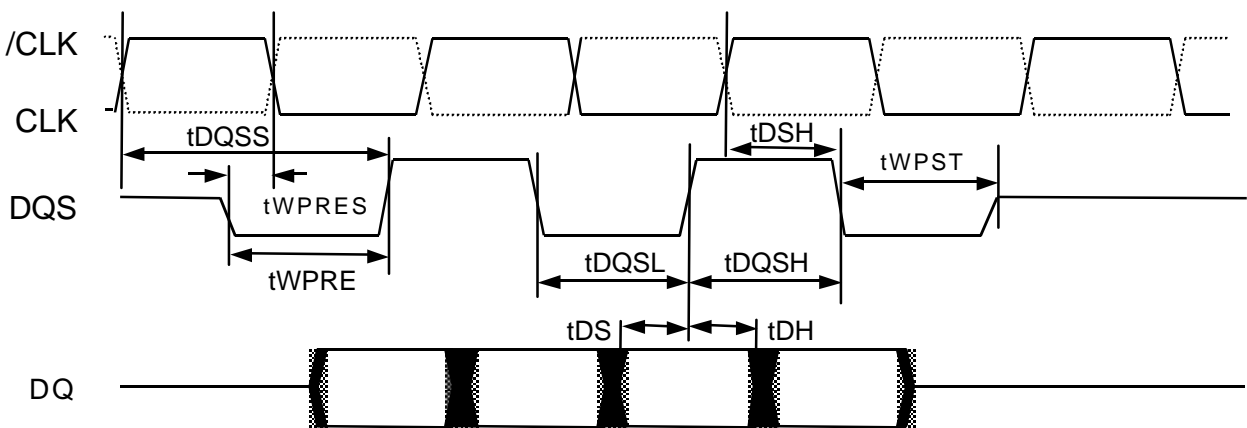 /CLK
CLK
tDQSS
tDSH
tWPST
DQS
tWPRES
tWPRE
tDQSL
tDQSH
tDS
tDH
DQ